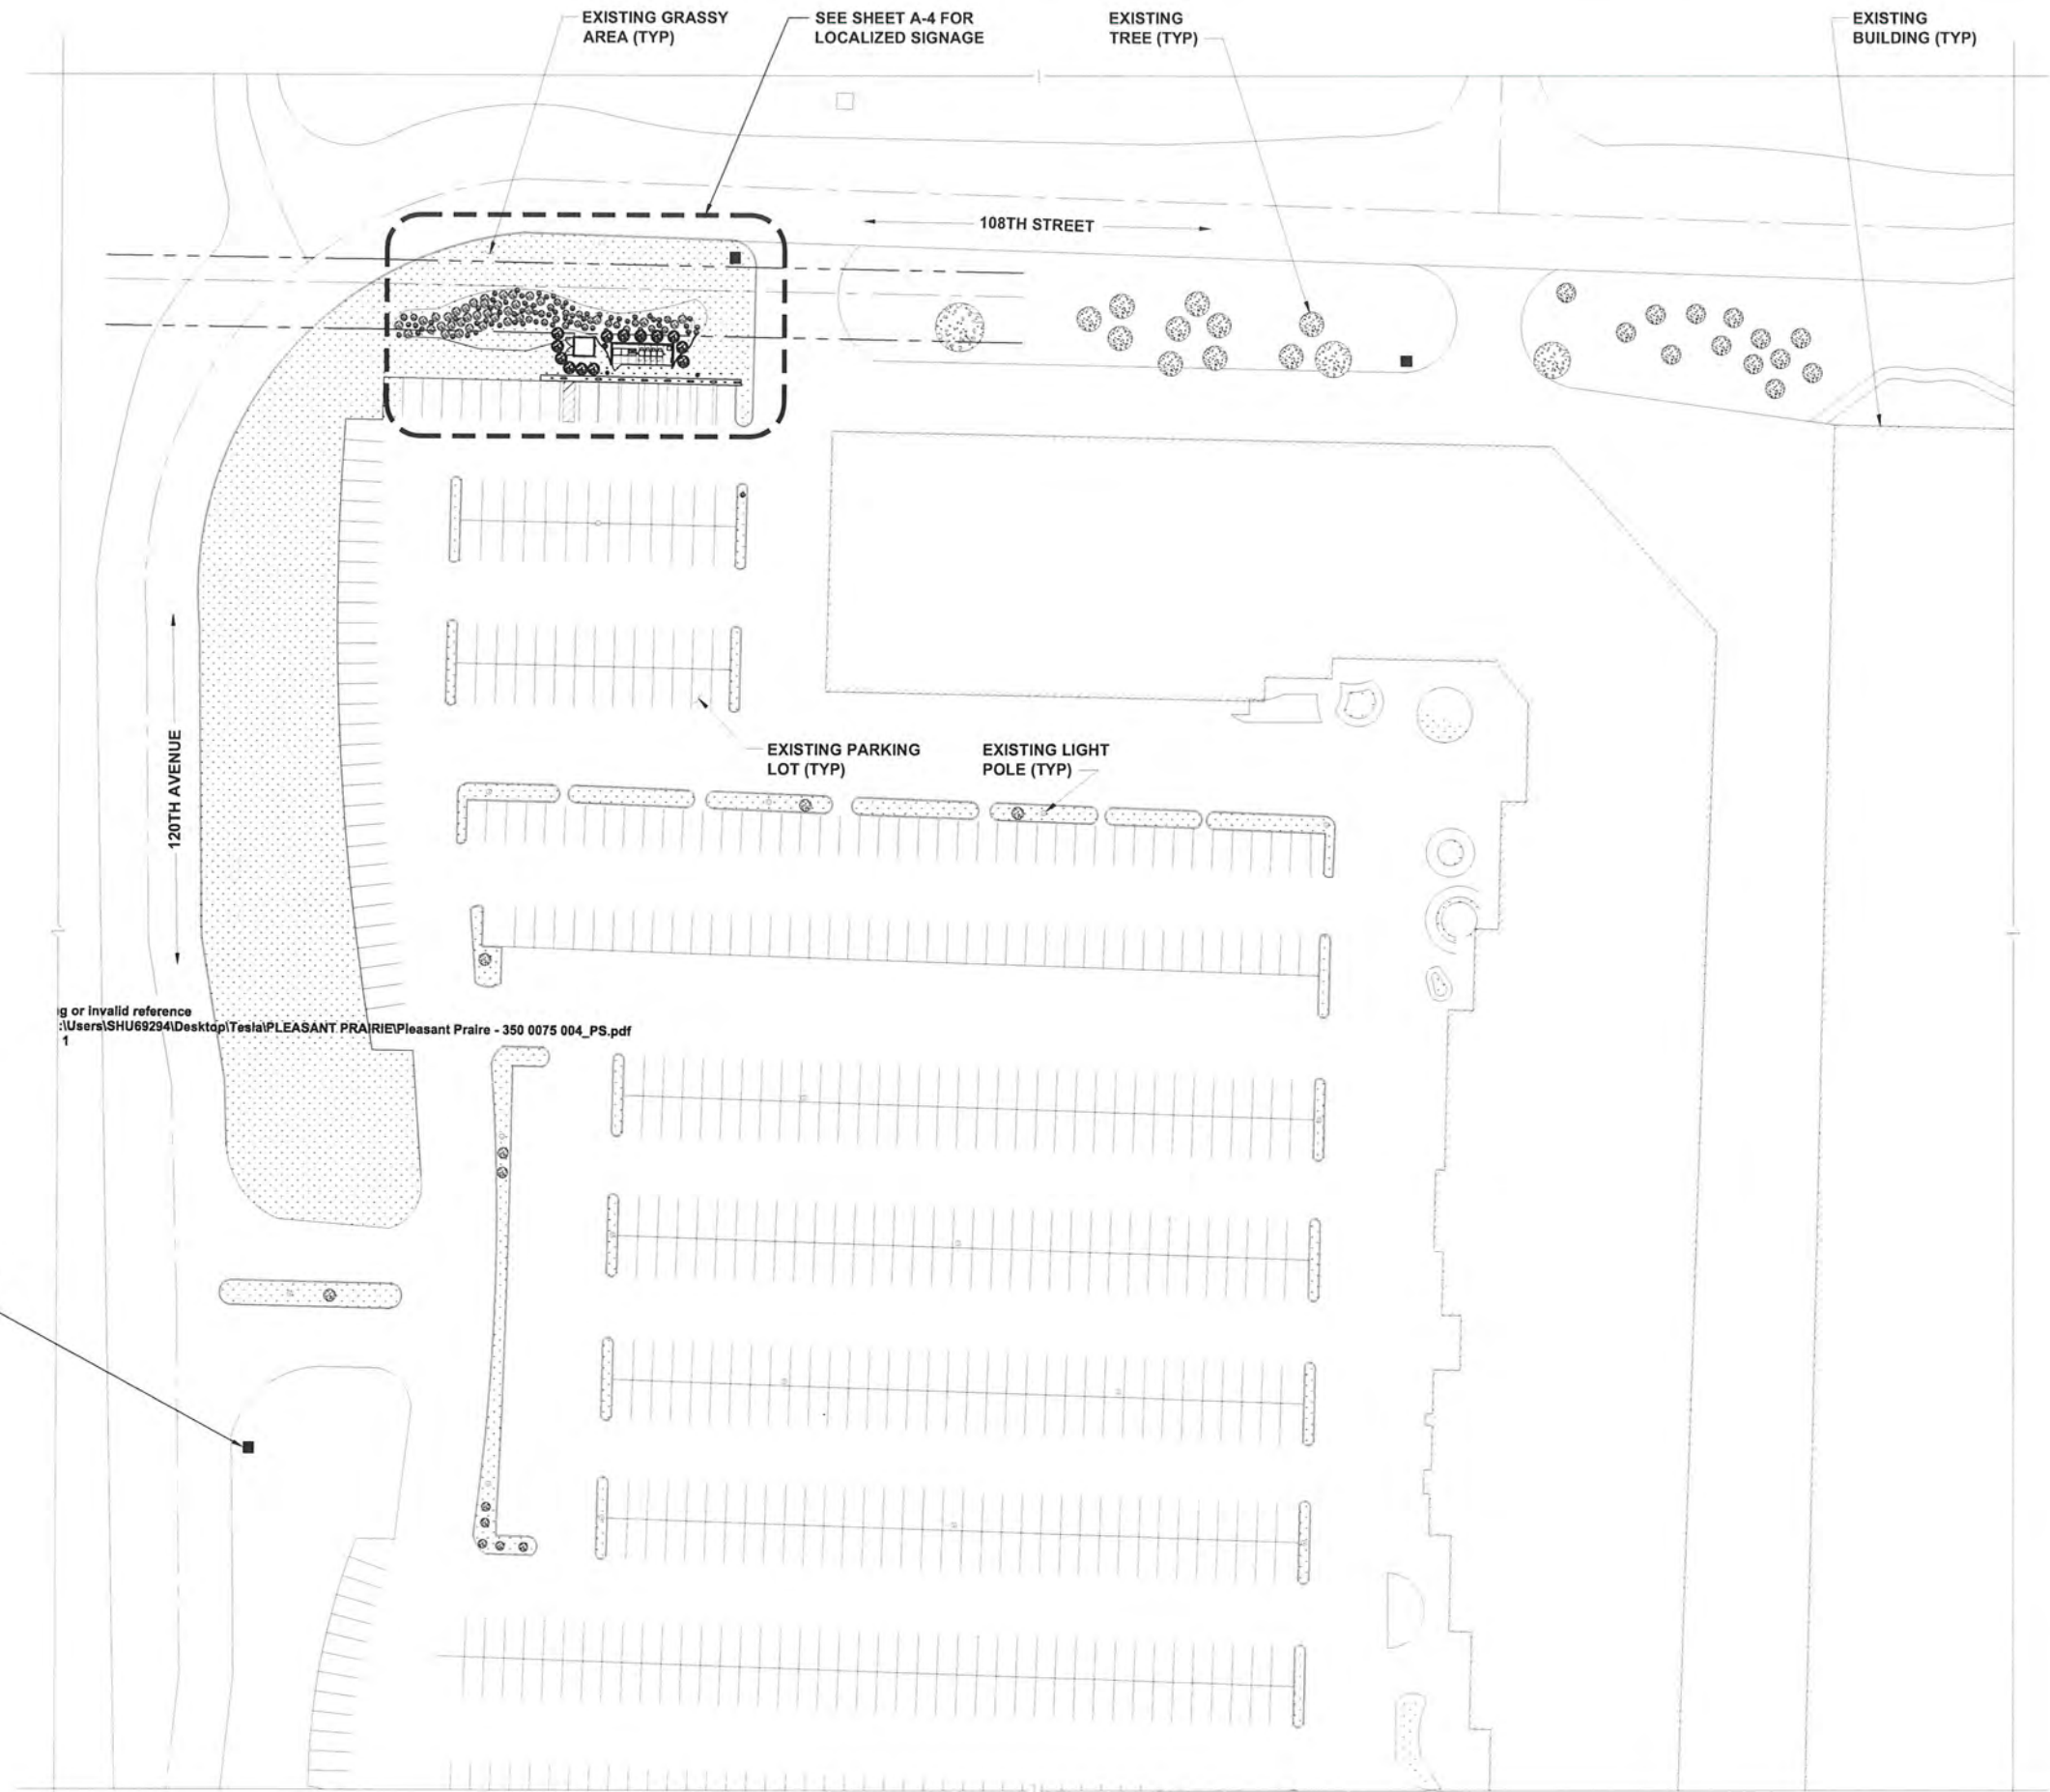 EXISTING GRASSY
AREA (TYP)
SEE SHEET A-4 FOR
LOCALIZED SIGNAGE
EXISTING
TREE (TYP)
EXISTING
BUILDING (TYP)
108TH STREET
120TH AVENUE
EXISTING PARKING
LOT (TYP)
EXISTING LIGHT
POLE (TYP)
g or invalid reference
:\Users\SHU69294\Desktop\Tesla\PLEASANT PRAIRIE\Pleasant Praire - 350 0075 004_PS.pdf
1